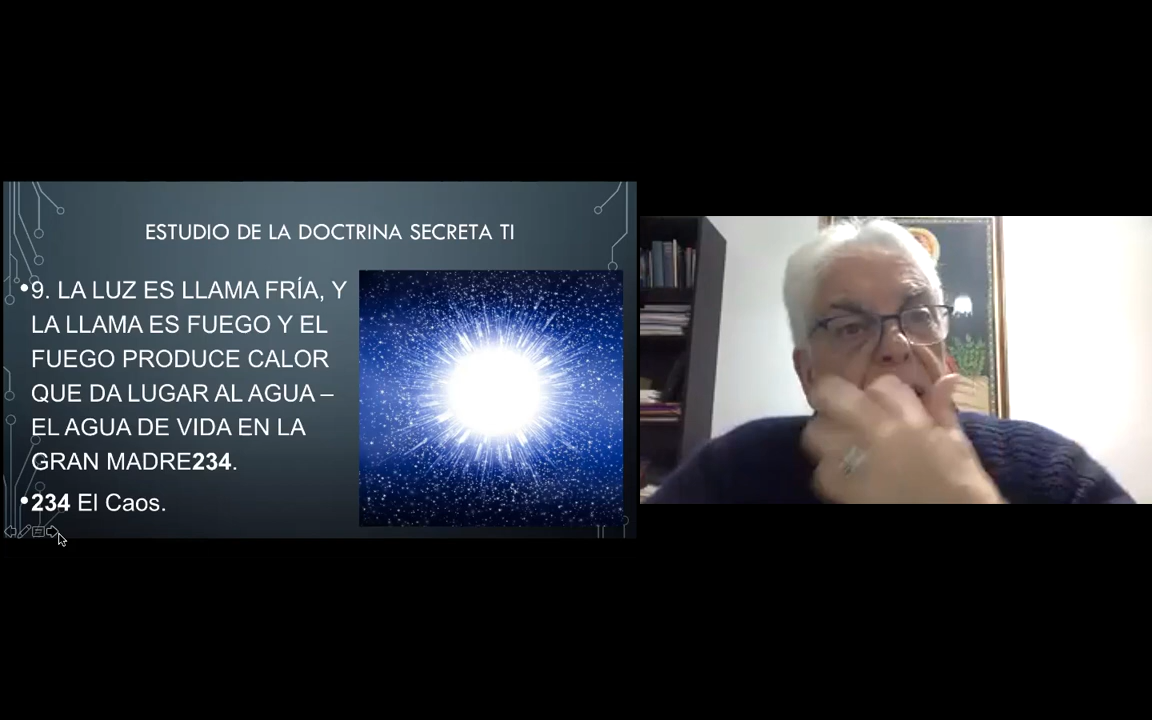 ESTUDIO DE LA DOCTRINA SECRETA TI
•9. LA LUZ ES LLAMA FRÍA, Y
LA LLAMA ES FUEGO Y EL
FUEGO PRODUCE CALOR
QUE DA LUGAR AL AGUA –
EL AGUA DE VIDA EN LA
GRAN MADRE234.
•234 El Caos.